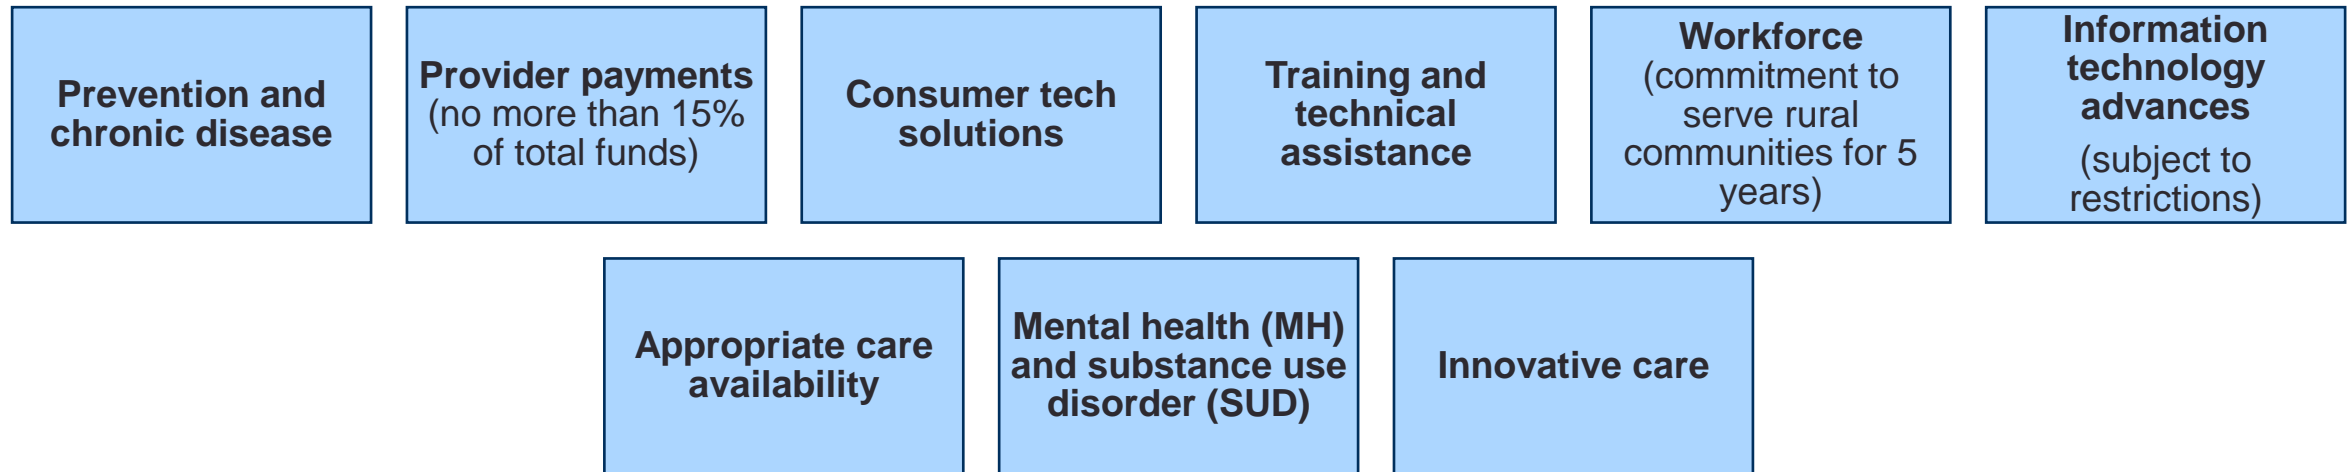 Prevention and
chronic disease
Provider payments
(no more than 15%
of total funds)
Consumer tech
solutions
Training and
technical
assistance
Workforce
(commitment to
serve rural
communities for 5
years)
Information
technology
advances
(subject to
restrictions)
Appropriate care
availability
Mental health (MH)
and substance use
disorder (SUD)
Innovative care